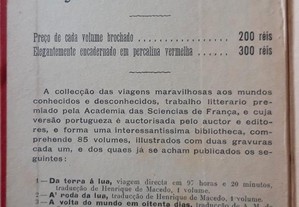 Preço de cada volume brochado ................ 200 réis
Elegantemente encadernado em percalina vermelha ...... 300 réis
A collecção das viagens maravilhosas aos mundos
conhecidos e desconhecidos, trabalho litterario pre-
miado pela Academia das Sciencias de França, e cuja
versão portugueza é auctorisada pelo auctor e edito-
res, e forma uma interessantissima bibliotheca, com-
prehende 85 volumes, illustrados com duas gravuras
cada um, e dos quaes já se acham publicados os se-
guintes:
1—Da terra á lua, viagem directa em 97 horas e 20 minutos,
traducção de Henrique de Macedo, 1 volume.
2—A' roda da lua, traducção de Henrique de Macedo, 1 volume.
3—A volta do mundo em oitenta dias, traducção de A. M. de